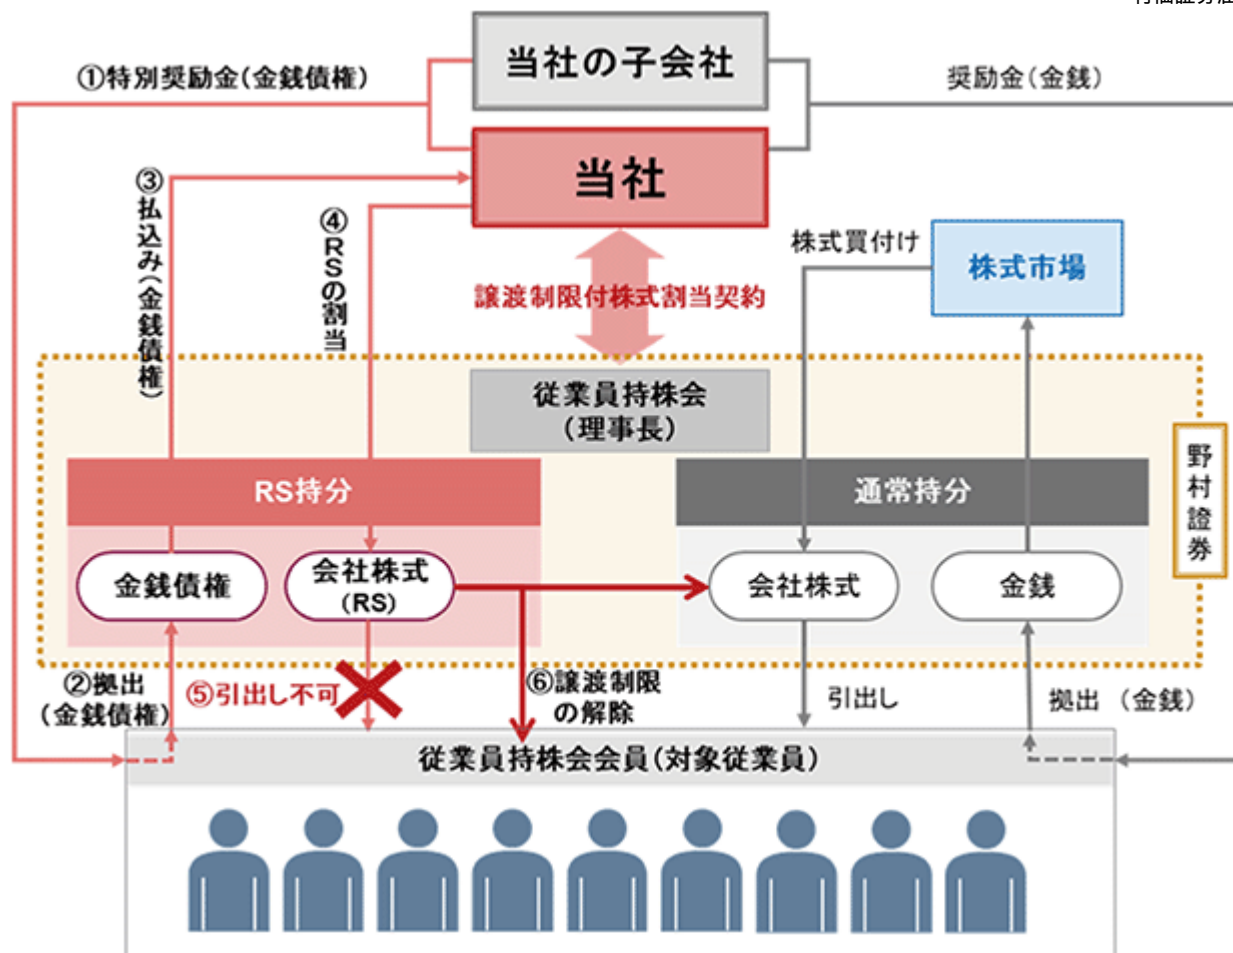 当社の子会社
①特別奨励金(金銭債権)
奨励金(金銭)
当社
③払込み(金銭債権)
④RSの割当
株式買付け
株式市場
譲渡制限付株式割当契約
従業員持株会
(理事長)
野村證券
RS持分
通常持分
金銭債権
会社株式
(RS)
会社株式
金銭
②拠出
(金銭債権)
⑤引出し不可
⑥譲渡制限
の解除
引出し
拠出 (金銭)
従業員持株会会員(対象従業員)